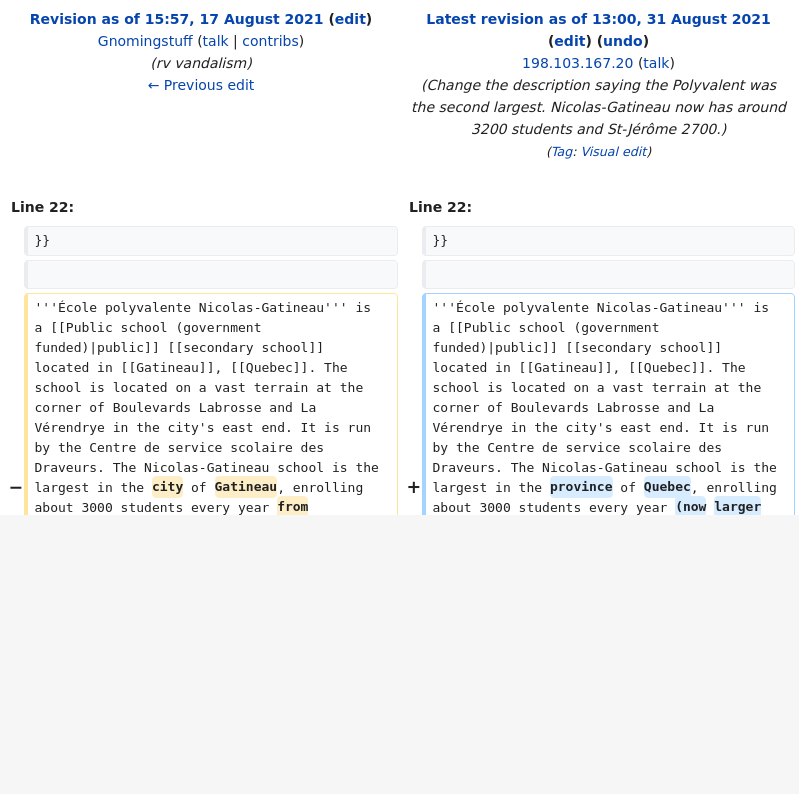 Revision as of 15:57, 17 August 2021 (edit)
Gnomingstuff (talk | contribs)
(rv vandalism)
← Previous edit
Latest revision as of 13:00, 31 August 2021
(edit) (undo)
198.103.167.20 (talk)
(Change the description saying the Polyvalent was
the second largest. Nicolas-Gatineau now has around
3200 students and St-Jérôme 2700.)
(Tag: Visual edit)
Line 22:
}}
'''École polyvalente Nicolas-Gatineau''' is
a [[Public school (government
funded)|public]] [[secondary school]]
located in [[Gatineau]], [[Quebec]]. The
school is located on a vast terrain at the
corner of Boulevards Labrosse and La
Vérendrye in the city's east end. It is run
by the Centre de service scolaire des
Draveurs. The Nicolas-Gatineau school is the
− largest in the city of Gatineau, enrolling
about 3000 students every year from
Line 22:
}}
'''École polyvalente Nicolas-Gatineau''' is
a [[Public school (government
funded)|public]] [[secondary school]]
located in [[Gatineau]], [[Quebec]]. The
school is located on a vast terrain at the
corner of Boulevards Labrosse and La
Vérendrye in the city's east end. It is run
by the Centre de service scolaire des
Draveurs. The Nicolas-Gatineau school is the
+ largest in the province of Quebec, enrolling
about 3000 students every year (now larger